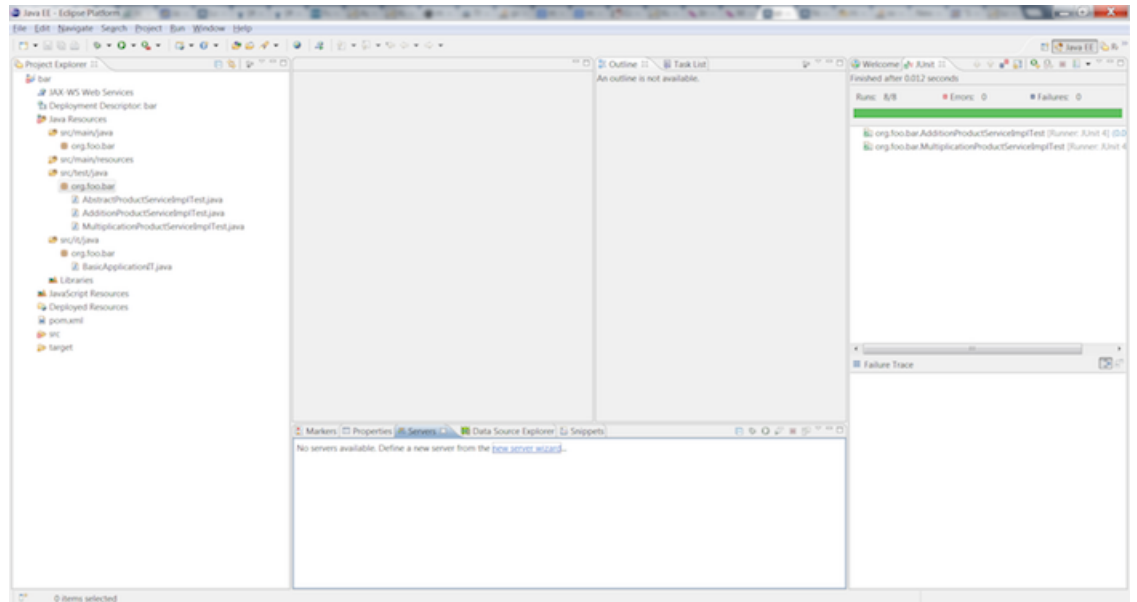 Java EE - Eclipse Platform
File Edit Navigate Search Project Run Window Help
Java EE
Project Explorer
bar
JAX-WS Web Services
Deployment Descriptor: bar
Java Resources
src/main/java
org.foo.bar
src/main/resources
src/test/java
org.foo.bar
AbstractProductServiceImplTest.java
AdditionProductServiceImplTest.java
MultiplicationProductServiceImplTest.java
src/it/java
org.foo.bar
BasicApplicationIT.java
Libraries
JavaScript Resources
Deployed Resources
pom.xml
src
target
Outline Task List
An outline is not available.
Markers Properties Servers Data Source Explorer Snippets
No servers available. Define a new server from the new server wizard...
Welcome JUnit
Finished after 0.012 seconds
Runs: 8/8 Errors: 0 Failures: 0
org.foo.bar.AdditionProductServiceImplTest [Runner: JUnit 4] (0.0
org.foo.bar.MultiplicationProductServiceImplTest [Runner: JUnit 4
Failure Trace
0 items selected